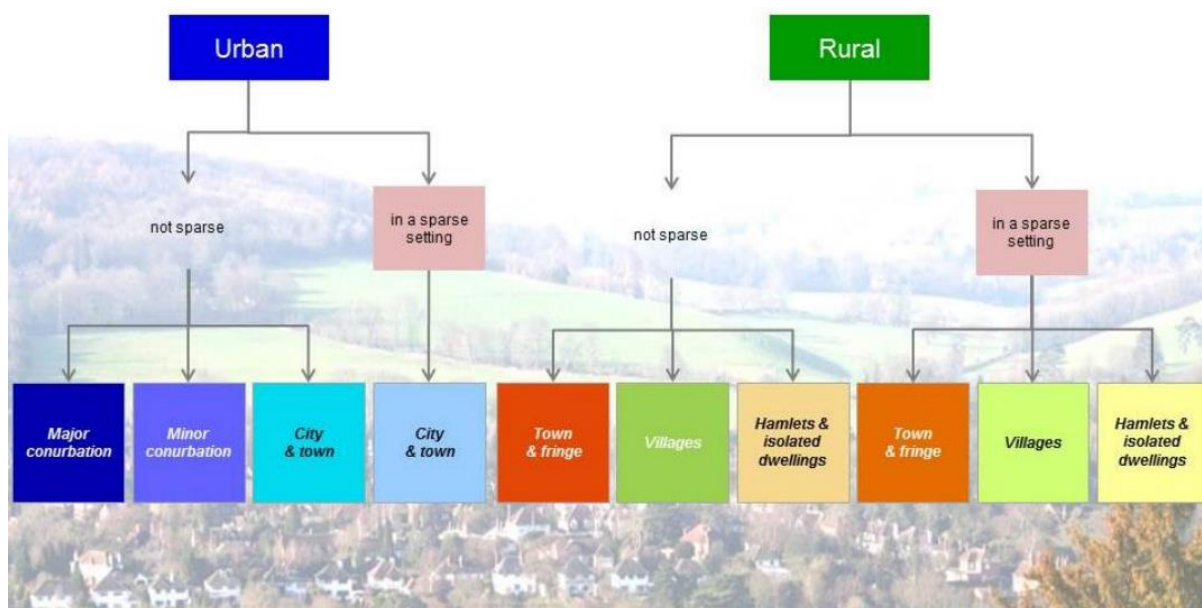 Urban
Rural
not sparse
in a sparse
setting
not sparse
in a sparse
setting
Major
conurbation
Minor
conurbation
City
& town
City
& town
Town
& fringe
Villages
Hamlets &
isolated
dwellings
Town
& fringe
Villages
Hamlets &
isolated
dwellings